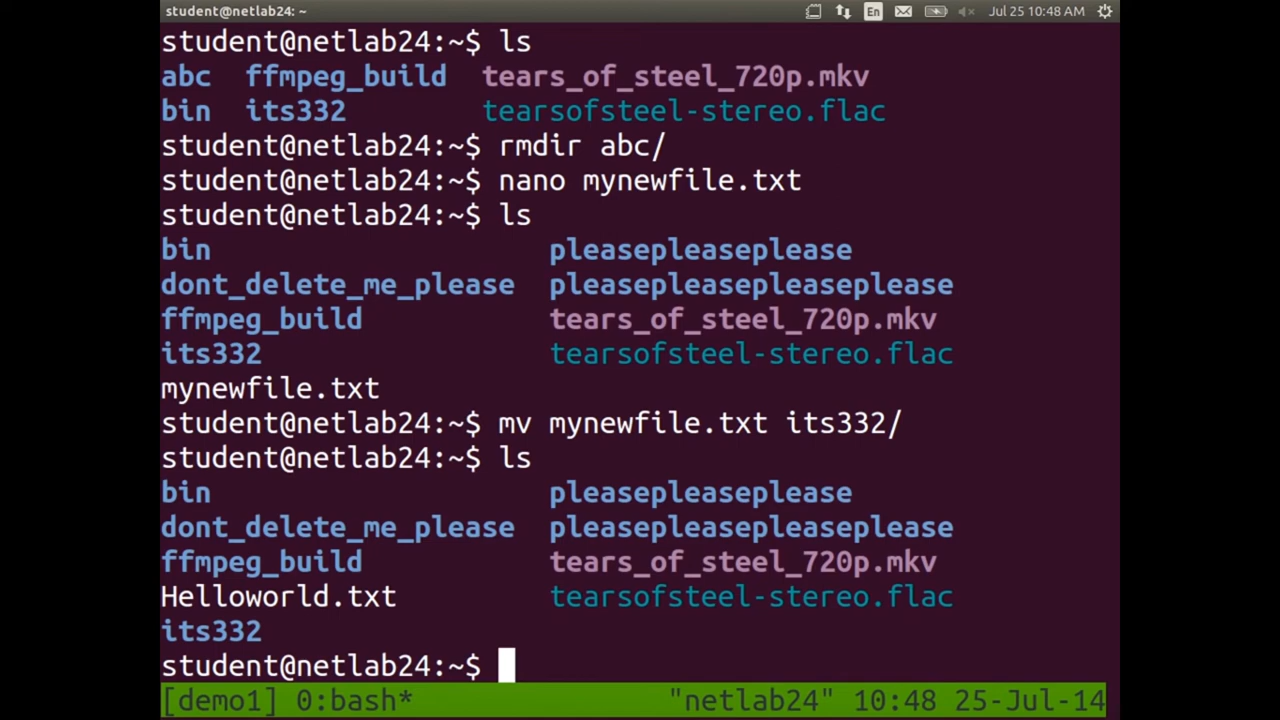 student@netlab24: ~ En Jul 25 10:48 AM
student@netlab24:~$ ls
abc ffmpeg_build tears_of_steel_720p.mkv
bin its332 tearsofsteel-stereo.flac
student@netlab24:~$ rmdir abc/
student@netlab24:~$ nano mynewfile.txt
student@netlab24:~$ ls
bin pleasepleaseplease
dont_delete_me_please pleasepleasepleaseplease
ffmpeg_build tears_of_steel_720p.mkv
its332 tearsofsteel-stereo.flac
mynewfile.txt
student@netlab24:~$ mv mynewfile.txt its332/
student@netlab24:~$ ls
bin pleasepleaseplease
dont_delete_me_please pleasepleasepleaseplease
ffmpeg_build tears_of_steel_720p.mkv
Helloworld.txt tearsofsteel-stereo.flac
its332
student@netlab24:~$
[demo1] 0:bash* "netlab24" 10:48 25-Jul-14